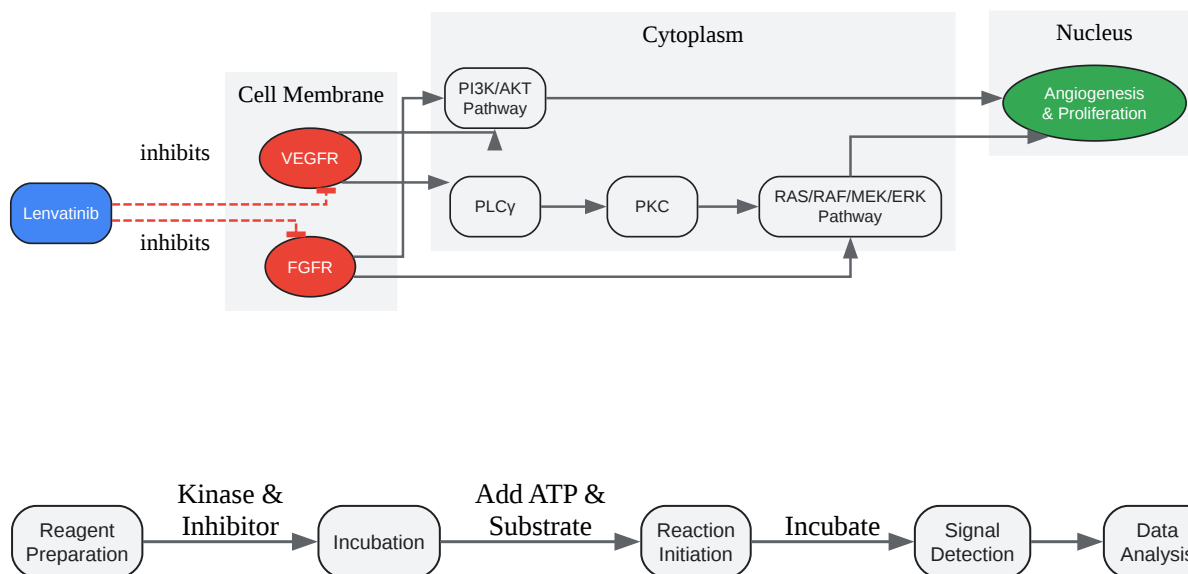 Cytoplasm
Nucleus
Cell Membrane
PI3K/AKT
Pathway
Angiogenesis
& Proliferation
inhibits
VEGFR
Lenvatinib
PLCγ
PKC
RAS/RAF/MEK/ERK
Pathway
inhibits
FGFR
Kinase &
Inhibitor
Add ATP &
Substrate
Reagent
Preparation
Incubation
Reaction
Initiation
Incubate
Signal
Detection
Data
Analysis